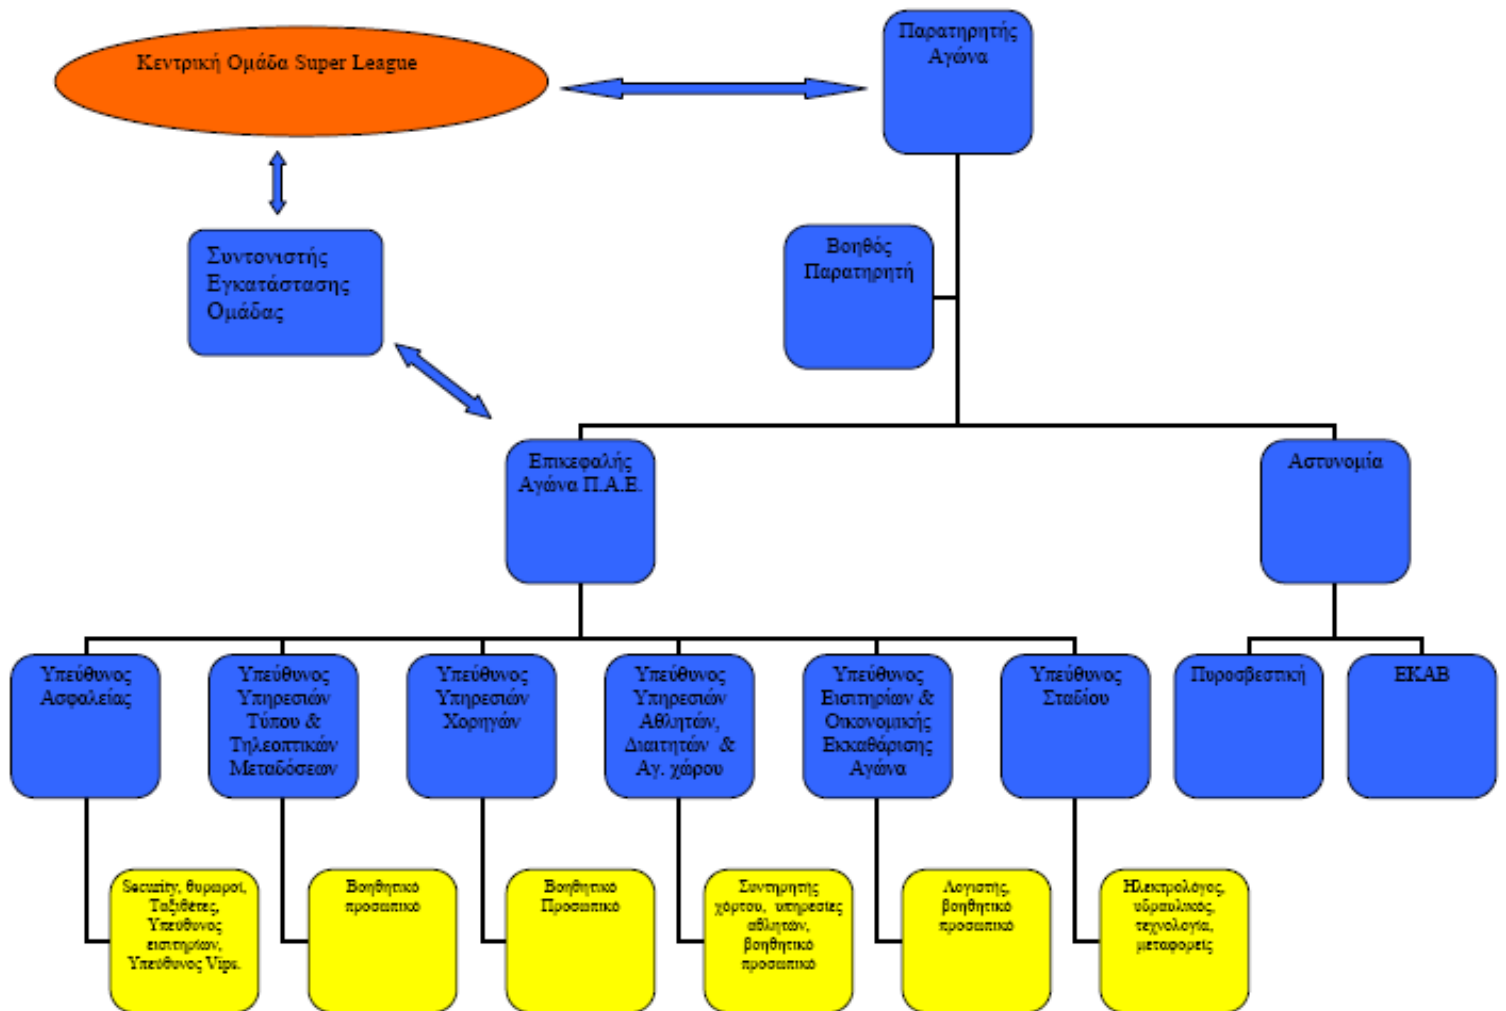 Κεντρική Ομάδα Super League
Παρατηρητής
Αγώνα
Συντονιστής
Εγκατάστασης
Ομάδας
Βοηθός
Παρατηρητή
Επικεφαλής
Αγώνα Π.Α.Ε.
Αστυνομία
Υπεύθυνος
Ασφαλείας
Υπεύθυνος
Υπηρεσιών
Τύπου &
Τηλεοπτικών
Μεταδόσεων
Υπεύθυνος
Υπηρεσιών
Χορηγών
Υπεύθυνος
Υπηρεσιών
Αθλητών,
Διαιτητών &
Αγ. χώρου
Υπεύθυνος
Εισιτηρίων &
Οικονομικής
Εκκαθάρισης
Αγώνα
Υπεύθυνος
Σταδίου
Πυροσβεστική
ΕΚΑΒ
Security, θυρωροί,
Ταξιθέτες,
Υπεύθυνος
εισιτηρίων,
Υπεύθυνος Vips.
Βοηθητικό
προσωπικό
Βοηθητικό
Προσωπικό
Συντηρητής
χόρτου, υπηρεσίες
αθλητών,
βοηθητικό
προσωπικό
Λογιστής,
βοηθητικό
προσωπικό
Ηλεκτρολόγος,
υδραυλικός,
τεχνολογία,
μεταφορείς